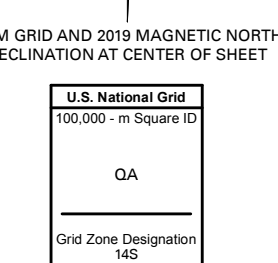 M GRID AND 2019 MAGNETIC NORTH
ECLINATION AT CENTER OF SHEET
U.S. National Grid
100,000 - m Square ID
QA
Grid Zone Designation
14S